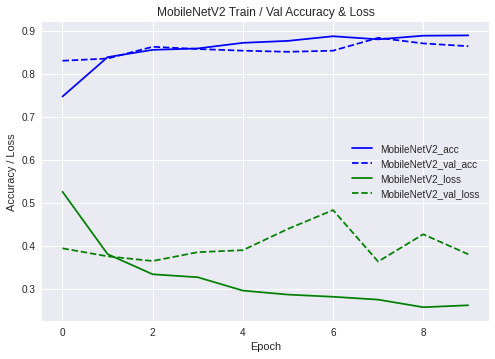 MobileNetV2 Train / Val Accuracy & Loss
Accuracy / Loss
0.9
0.8
0.7
0.6
0.5
0.4
0.3
MobileNetV2_acc
MobileNetV2_val_acc
MobileNetV2_loss
MobileNetV2_val_loss
0 2 4 6 8
Epoch